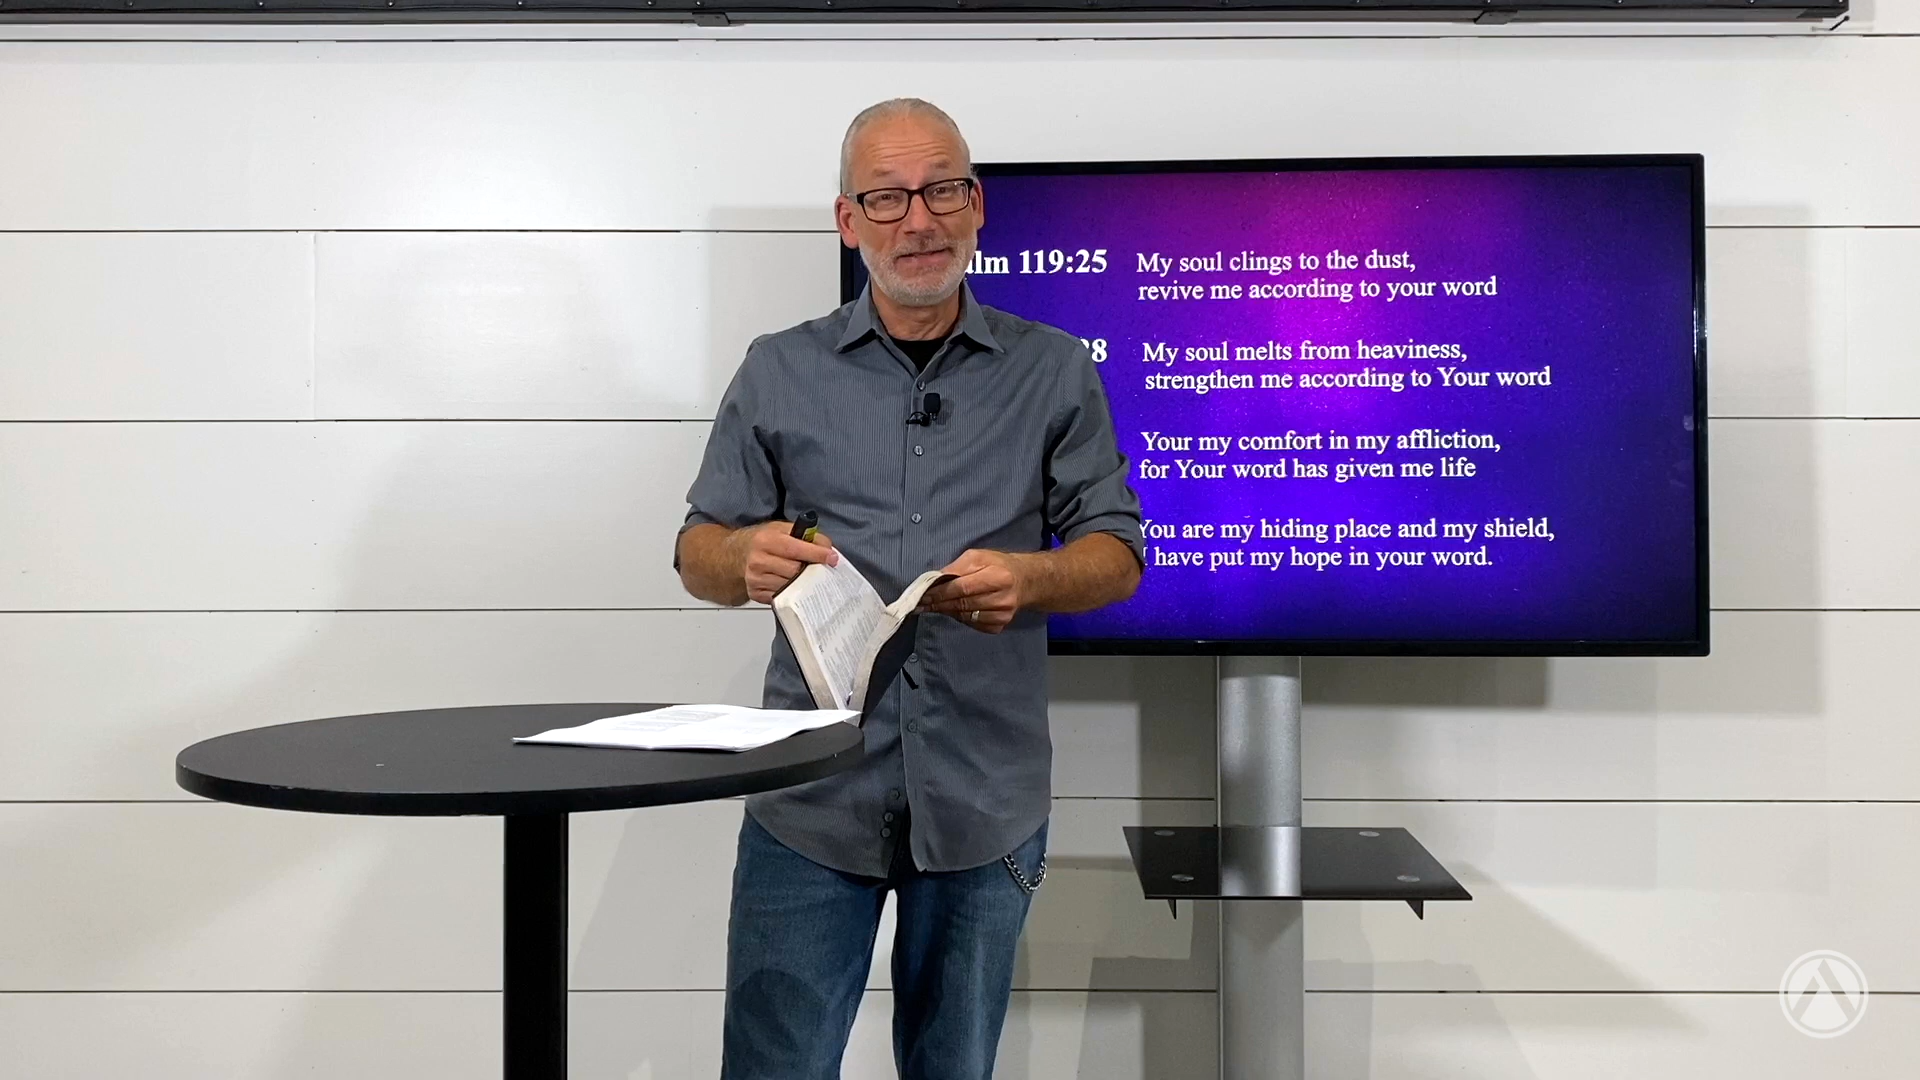 alm 119:25 My soul clings to the dust,
revive me according to your word
8 My soul melts from heaviness,
strengthen me according to Your word
Your my comfort in my affliction,
for Your word has given me life
You are my hiding place and my shield,
I have put my hope in your word.